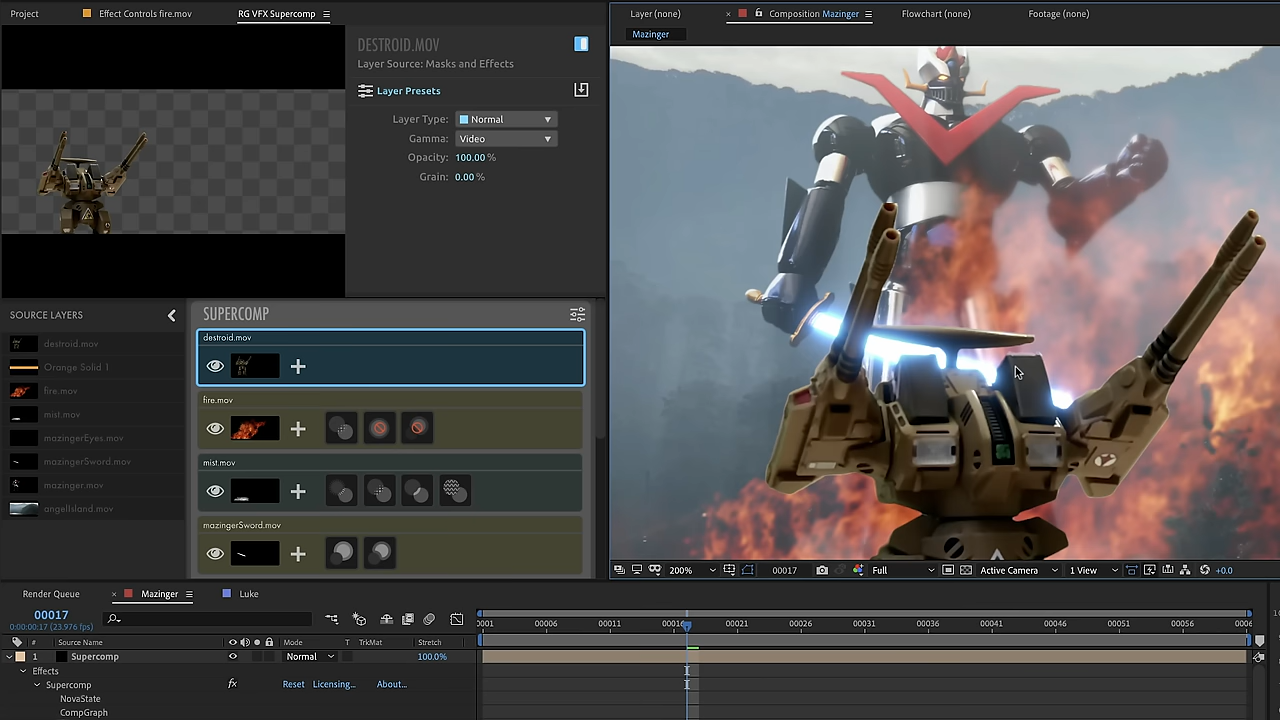 Project
Effect Controls fire.mov
RG VFX Supercomp
Layer (none)
Composition Mazinger
Flowchart (none)
Footage (none)
Mazinger
DESTROID.MOV
Layer Source: Masks and Effects
Layer Presets
Layer Type: Normal
Gamma: Video
Opacity: 100.00 %
Grain: 0.00 %
SOURCE LAYERS
destroid.mov
Orange Solid 1
fire.mov
mist.mov
mazingerEyes.mov
mazingerSword.mov
mazinger.mov
angelIsland.mov
SUPERCOMP
destroid.mov
fire.mov
mist.mov
mazingerSword.mov
200%
00017
Full
Active Camera
1 View
+0.0
Render Queue
Mazinger
Luke
00017
0:00:00:17 (23.976 fps)
0001 00006 00011 00016 00021 00026 00031 00036 00041 00046 00051 00056 0006
# Source Name Mode T TrkMat Stretch
1 Supercomp Normal 100.0%
Effects
Supercomp fx Reset Licensing... About...
NovaState
CompGraph